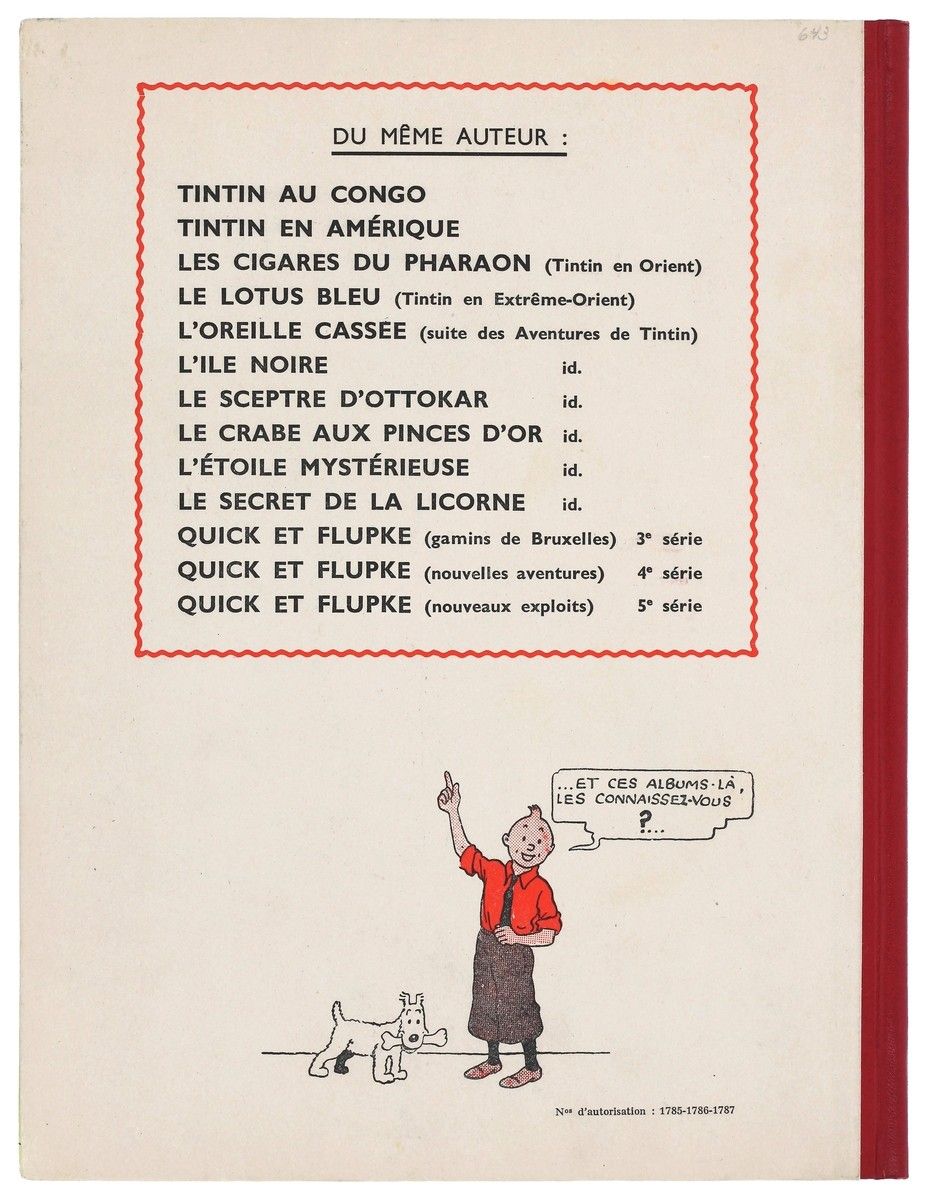 643
DU MÊME AUTEUR :
TINTIN AU CONGO
TINTIN EN AMÉRIQUE
LES CIGARES DU PHARAON (Tintin en Orient)
LE LOTUS BLEU (Tintin en Extrême-Orient)
L'OREILLE CASSÉE (suite des Aventures de Tintin)
L'ILE NOIRE id.
LE SCEPTRE D'OTTOKAR id.
LE CRABE AUX PINCES D'OR id.
L'ÉTOILE MYSTÉRIEUSE id.
LE SECRET DE LA LICORNE id.
QUICK ET FLUPKE (gamins de Bruxelles) 3e série
QUICK ET FLUPKE (nouvelles aventures) 4e série
QUICK ET FLUPKE (nouveaux exploits) 5e série
...ET CES ALBUMS-LÀ,
LES CONNAISSEZ-VOUS
?...
Nos d'autorisation : 1785-1786-1787